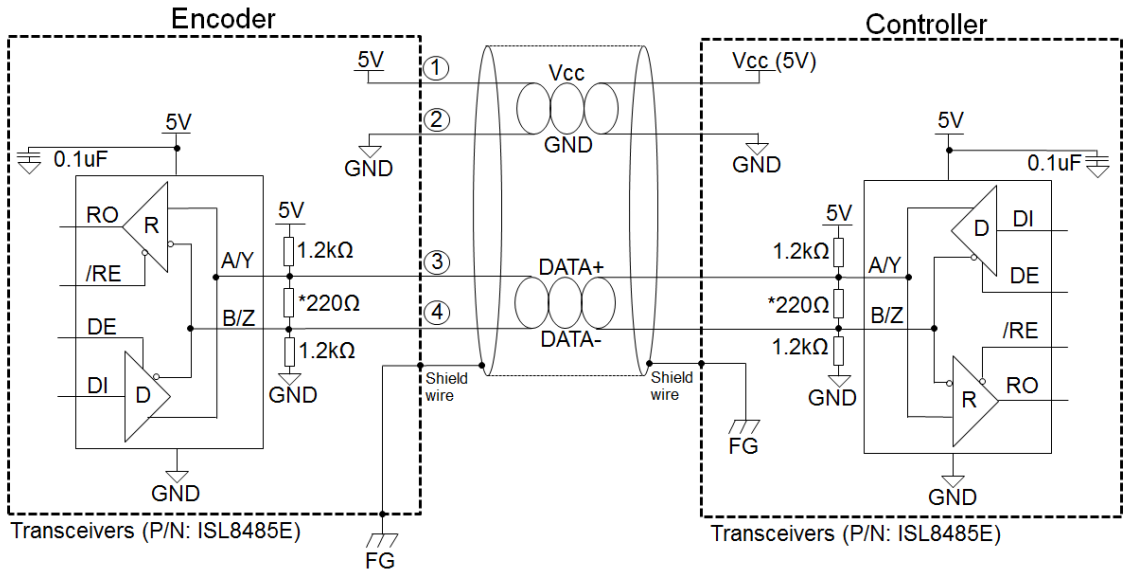 Encoder
Controller
5V
①
Vcc
Vcc (5V)
②
GND
GND
GND
5V
0.1uF
5V
0.1uF
RO
R
/RE
DE
DI
D
A/Y
B/Z
5V
1.2kΩ
*220Ω
1.2kΩ
GND
③
④
DATA+
DATA-
5V
1.2kΩ
*220Ω
1.2kΩ
GND
A/Y
B/Z
D
DI
DE
/RE
R
RO
Shield
wire
Shield
wire
FG
FG
GND
GND
Transceivers (P/N: ISL8485E)
Transceivers (P/N: ISL8485E)